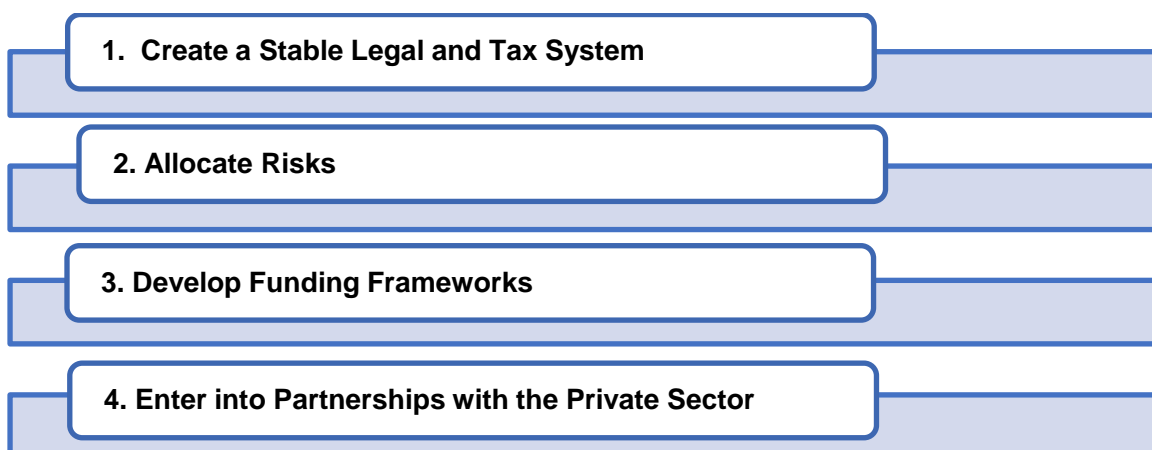 1. Create a Stable Legal and Tax System
2. Allocate Risks
3. Develop Funding Frameworks
4. Enter into Partnerships with the Private Sector